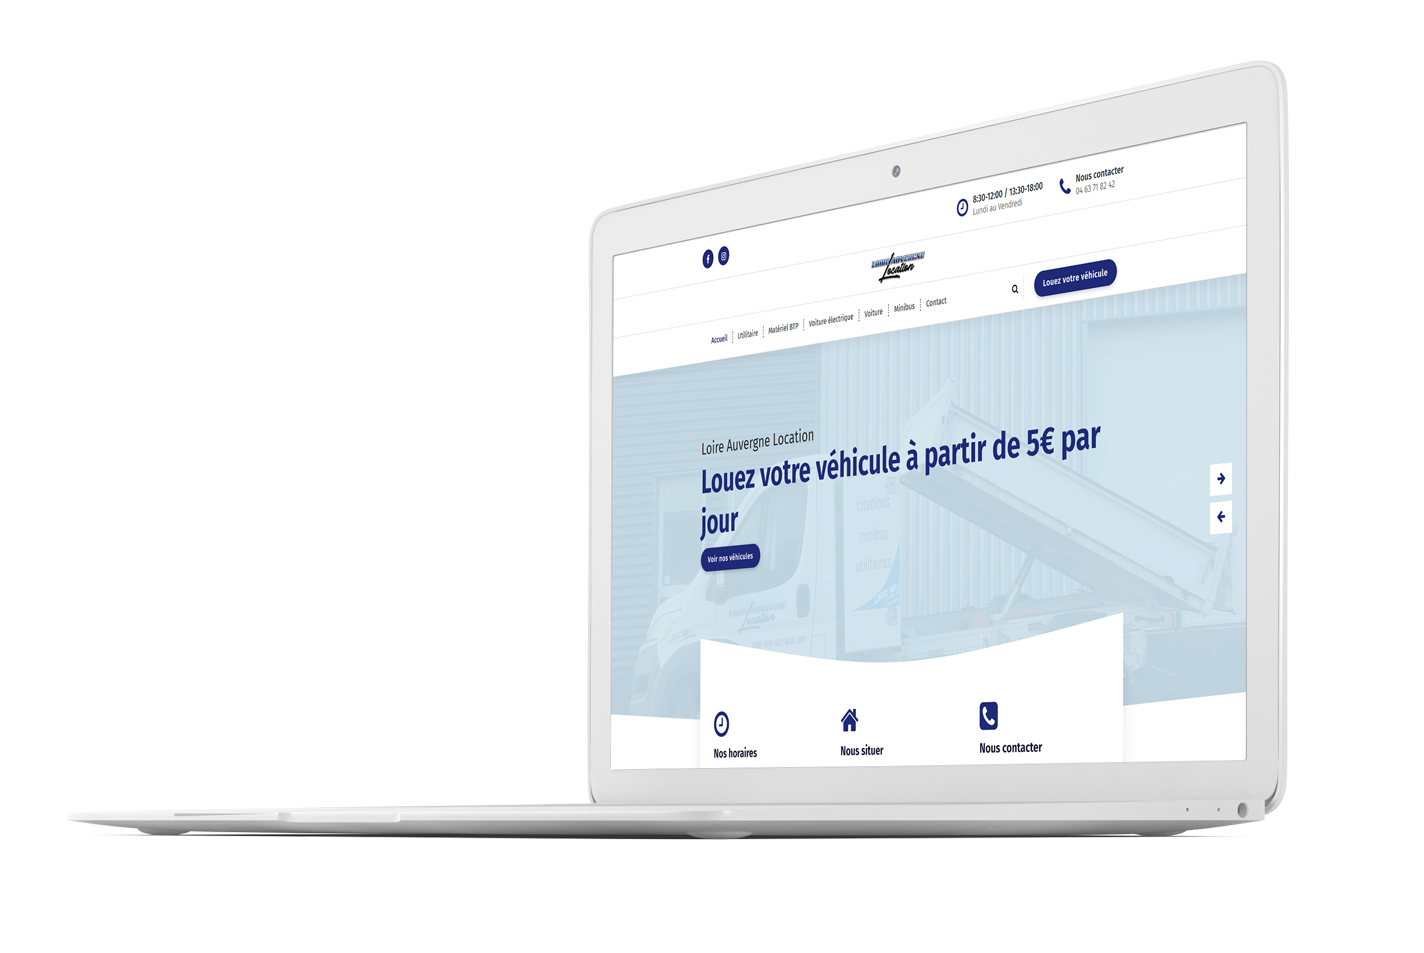 8:30-12:00 / 13:30-18:00
Lundi au Vendredi
Nous contacter
04 63 71 82 42
LOIRE AUVERGNE
Location
Louez votre véhicule
Accueil
Utilitaire
Matériel BTP
Voiture électrique
Voiture
Minibus
Contact
Loire Auvergne Location
Louez votre véhicule à partir de 5€ par
jour
Voir nos véhicules
citadines
minibus
utilitaires
Location
Nos horaires
Nous situer
Nous contacter